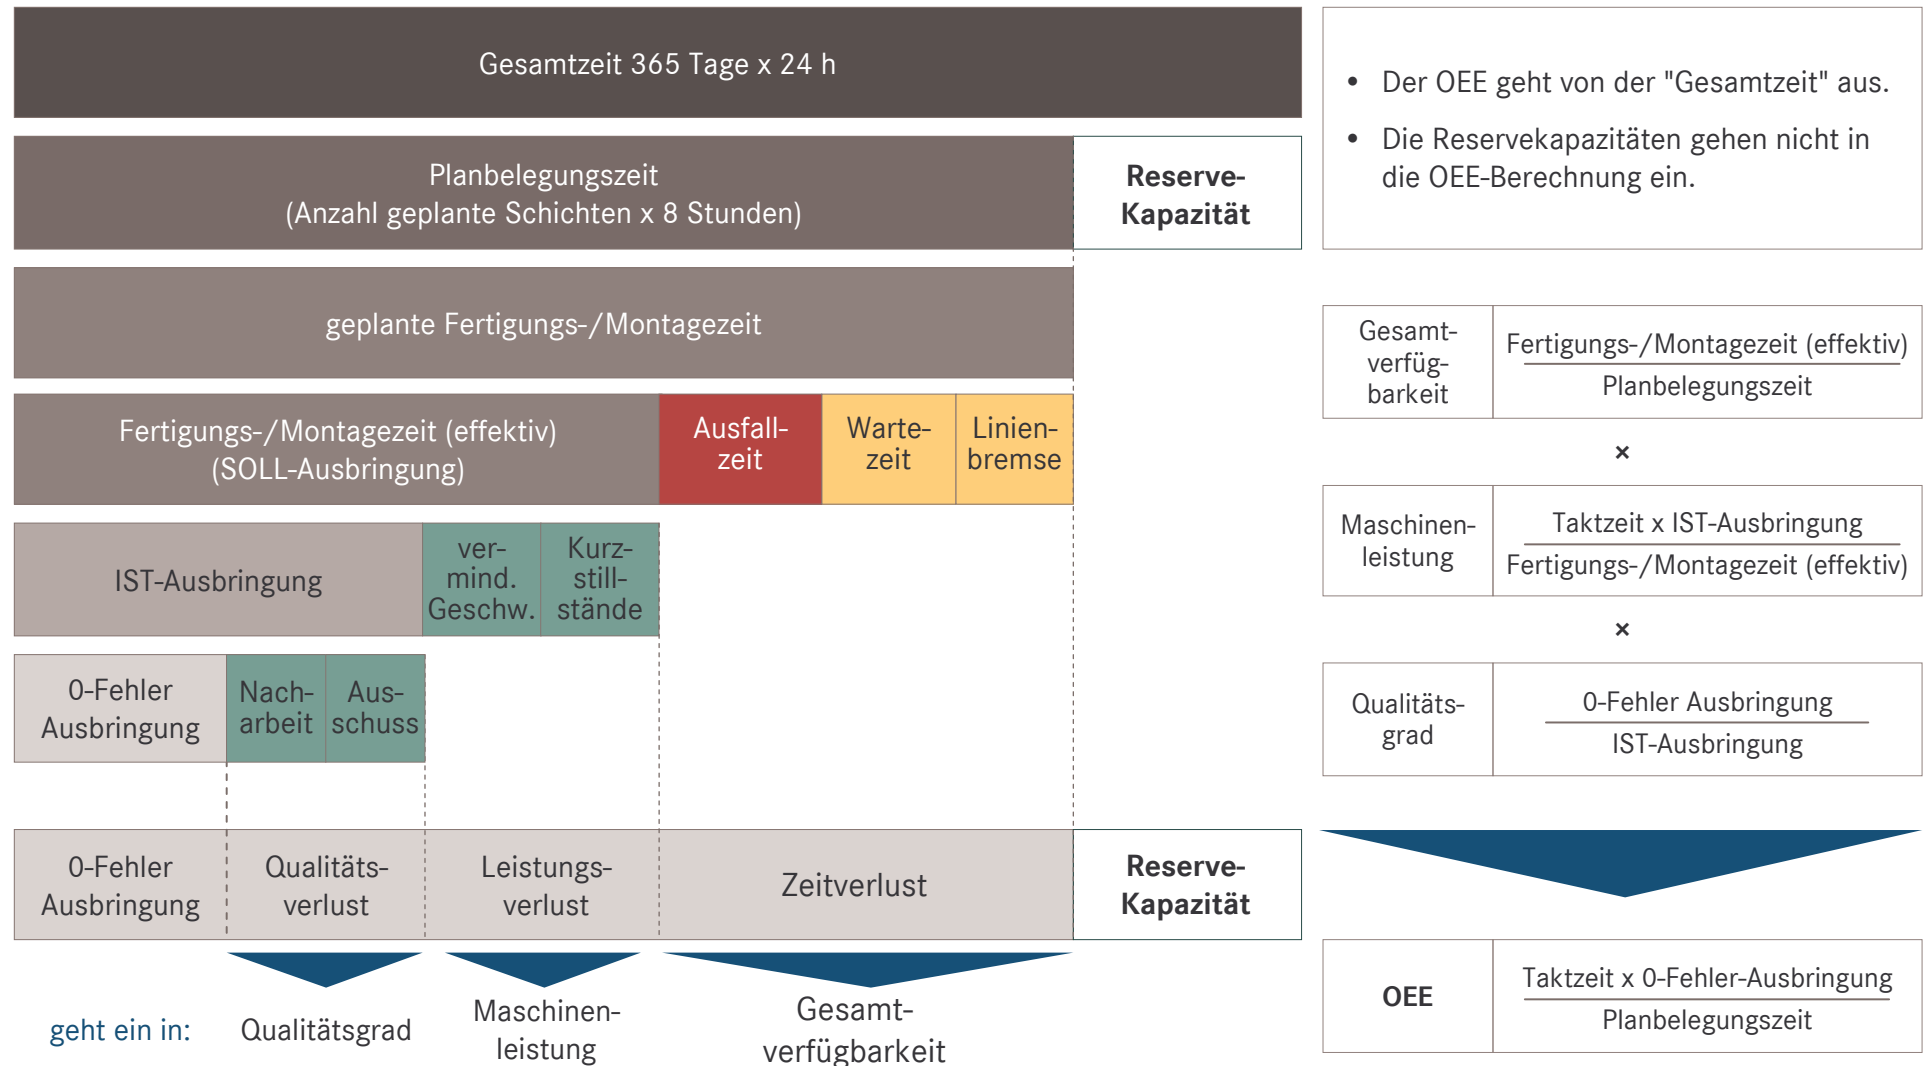 Gesamtzeit 365 Tage x 24 h
Planbelegungszeit
(Anzahl geplante Schichten x 8 Stunden)
Reserve-
Kapazität
geplante Fertigungs-/Montagezeit
Fertigungs-/Montagezeit (effektiv)
(SOLL-Ausbringung)
Ausfall-
zeit
Warte-
zeit
Linien-
bremse
IST-Ausbringung
ver-
mind.
Geschw.
Kurz-
still-
stände
0-Fehler
Ausbringung
Nach-
arbeit
Aus-
schuss
0-Fehler
Ausbringung
Qualitäts-
verlust
Leistungs-
verlust
Zeitverlust
Reserve-
Kapazität
geht ein in:
Qualitätsgrad
Maschinen-
leistung
Gesamt-
verfügbarkeit
• Der OEE geht von der "Gesamtzeit" aus.
• Die Reservekapazitäten gehen nicht in
die OEE-Berechnung ein.
Gesamt-
verfüg-
barkeit
Fertigungs-/Montagezeit (effektiv)
Planbelegungszeit
×
Maschinen-
leistung
Taktzeit x IST-Ausbringung
Fertigungs-/Montagezeit (effektiv)
×
Qualitäts-
grad
0-Fehler Ausbringung
IST-Ausbringung
OEE
Taktzeit x 0-Fehler-Ausbringung
Planbelegungszeit